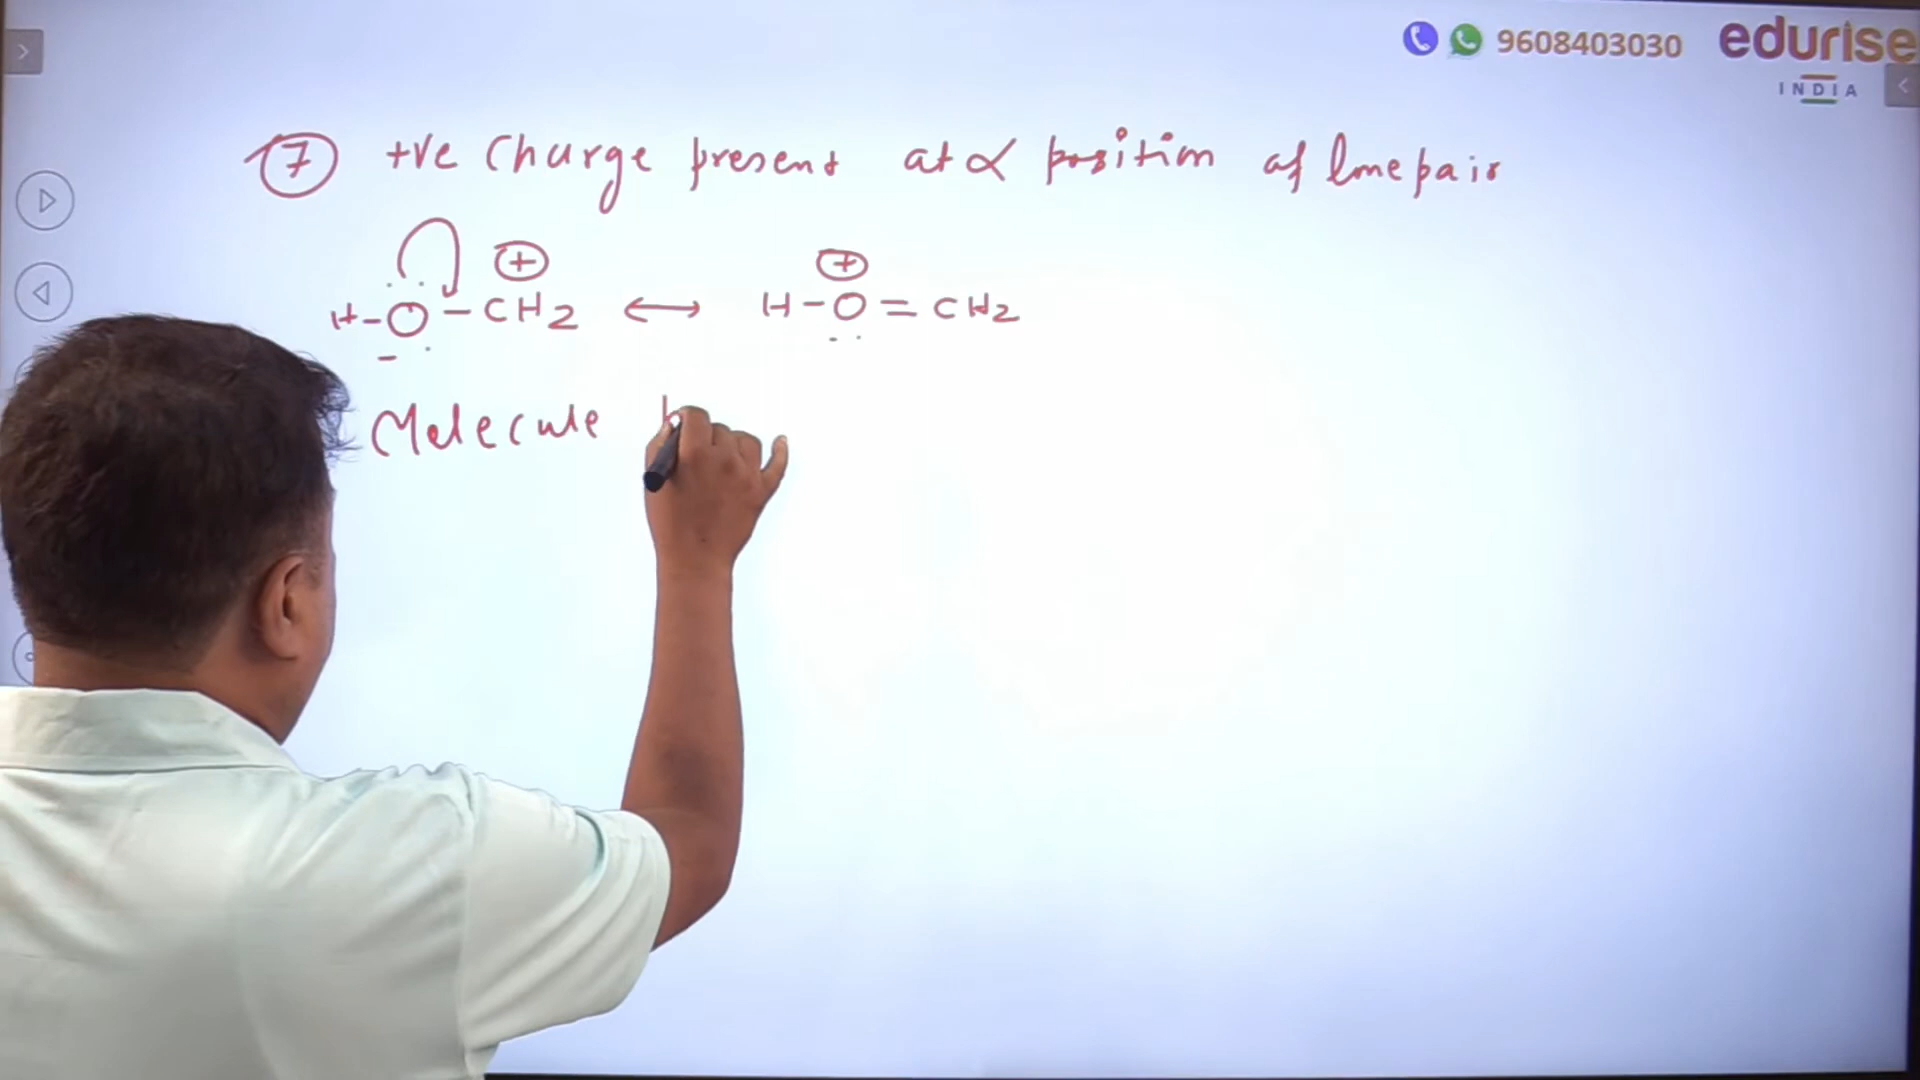 9608403030 edurise
INDIA
⑦ +ve Charge present at α position of lone pair
H-O-CH2 ⊕ ↔ H-O=CH2 ⊕
Molecule